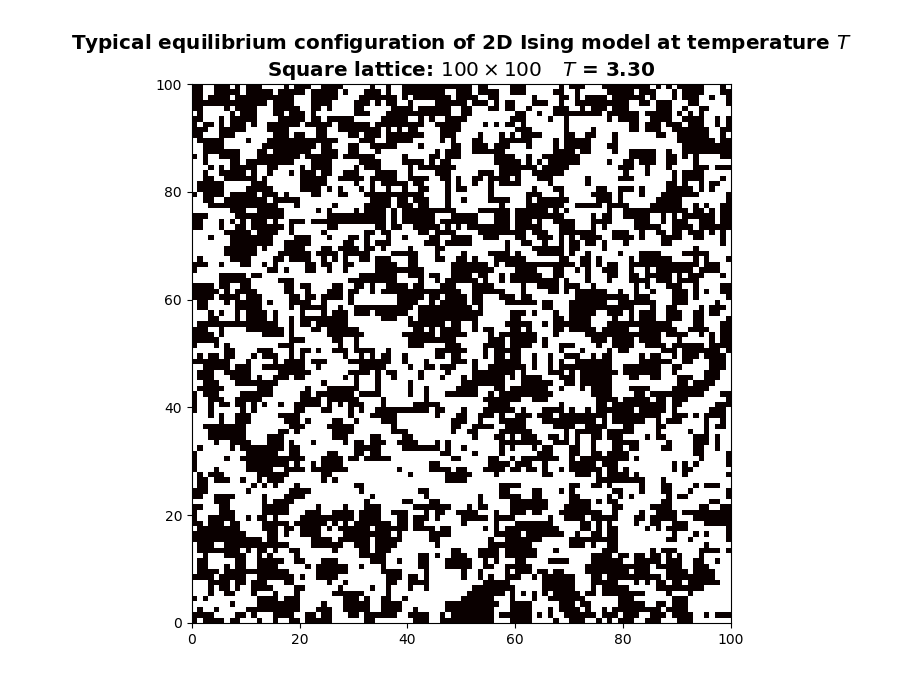 Typical equilibrium configuration of 2D Ising model at temperature T
Square lattice: 100 × 100 T = 3.30
100
80
60
40
20
0
0 20 40 60 80 100